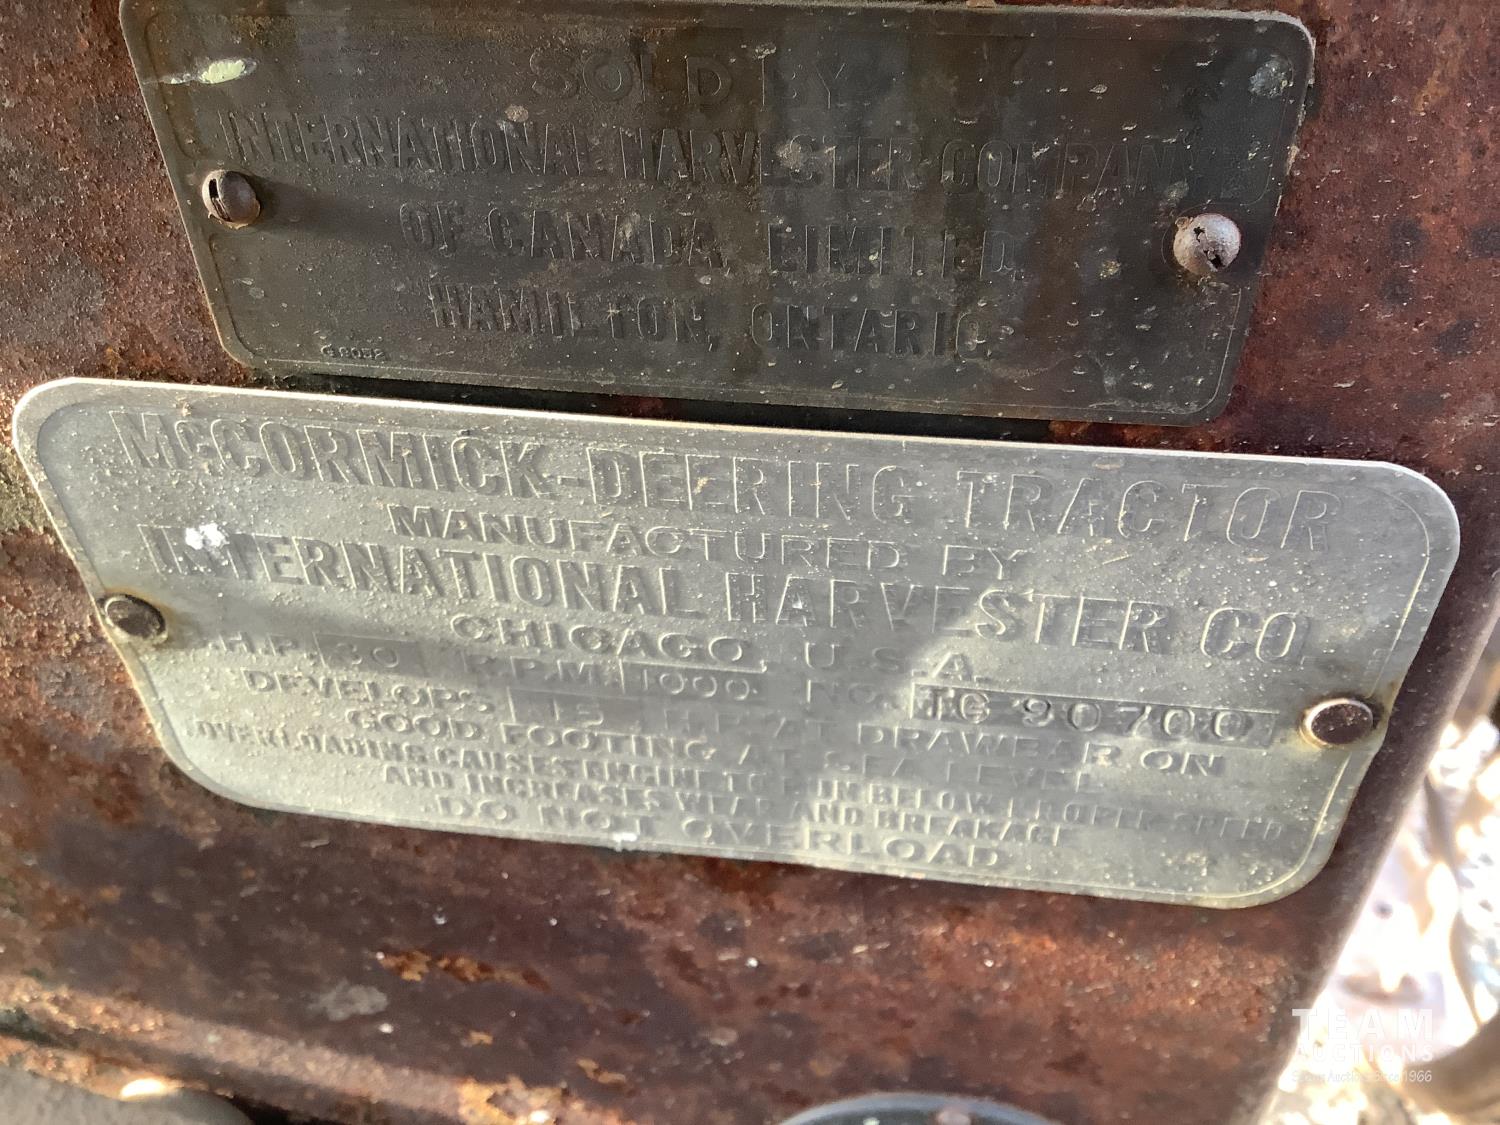 SOLD BY
INTERNATIONAL HARVESTER COMPANY
OF CANADA, LIMITED,
HAMILTON, ONTARIO.
McCORMICK-DEERING TRACTOR
MANUFACTURED BY
INTERNATIONAL HARVESTER CO.
CHICAGO, U.S.A.
H.P. 30 R.P.M. 1000 NO. TG 90700
DEVELOPS 15 H.P. AT DRAWBAR ON
GOOD FOOTING AT SEA LEVEL
OVERLOADING CAUSES ENGINE TO RUN BELOW PROPER SPEED
AND INCREASES WEAR AND BREAKAGE
DO NOT OVERLOAD
TEAM
AUCTIONS
Since 1966